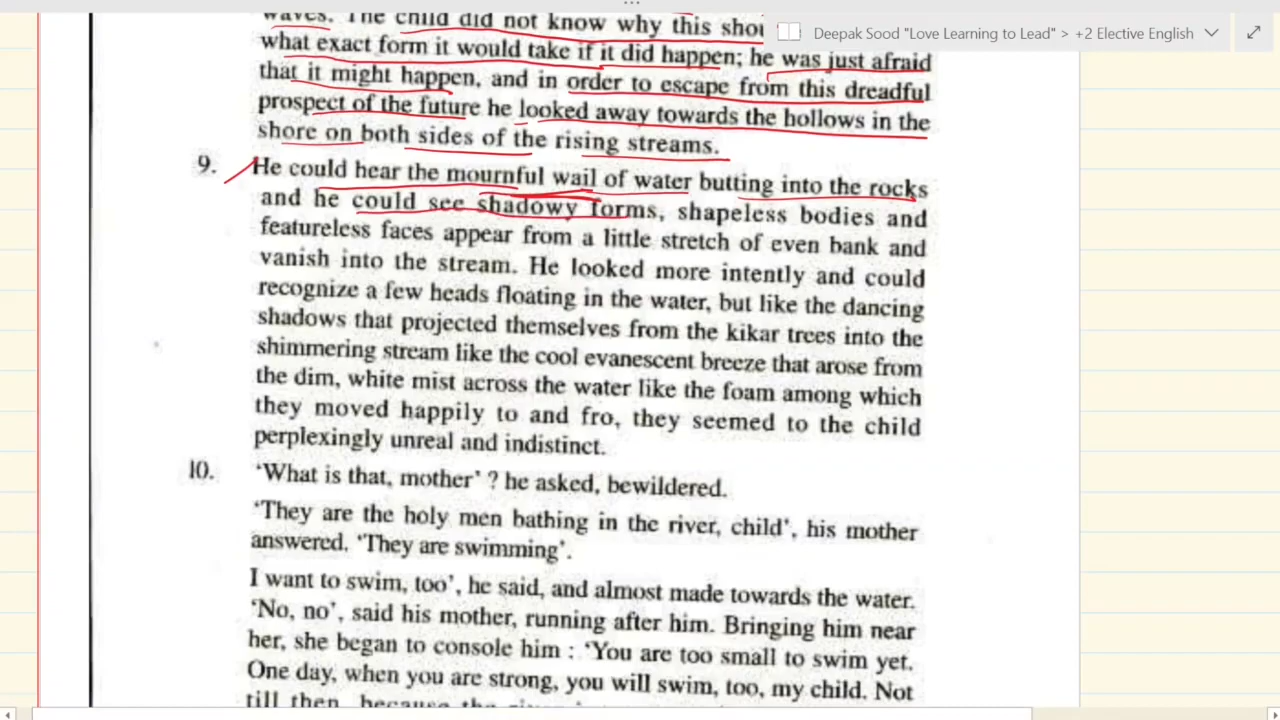 waves. The child did not know why this shou
Deepak Sood "Love Learning to Lead" > +2 Elective English
what exact form it would take if it did happen; he was just afraid
that it might happen, and in order to escape from this dreadful
prospect of the future he looked away towards the hollows in the
shore on both sides of the rising streams.
9. He could hear the mournful wail of water butting into the rocks
and he could see shadowy forms, shapeless bodies and
featureless faces appear from a little stretch of even bank and
vanish into the stream. He looked more intently and could
recognize a few heads floating in the water, but like the dancing
shadows that projected themselves from the kikar trees into the
shimmering stream like the cool evanescent breeze that arose from
the dim, white mist across the water like the foam among which
they moved happily to and fro, they seemed to the child
perplexingly unreal and indistinct.
10. 'What is that, mother' ? he asked, bewildered.
'They are the holy men bathing in the river, child', his mother
answered. 'They are swimming'.
I want to swim, too', he said, and almost made towards the water.
'No, no', said his mother, running after him. Bringing him near
her, she began to console him : 'You are too small to swim yet.
One day, when you are strong, you will swim, too, my child. Not
till then, because the